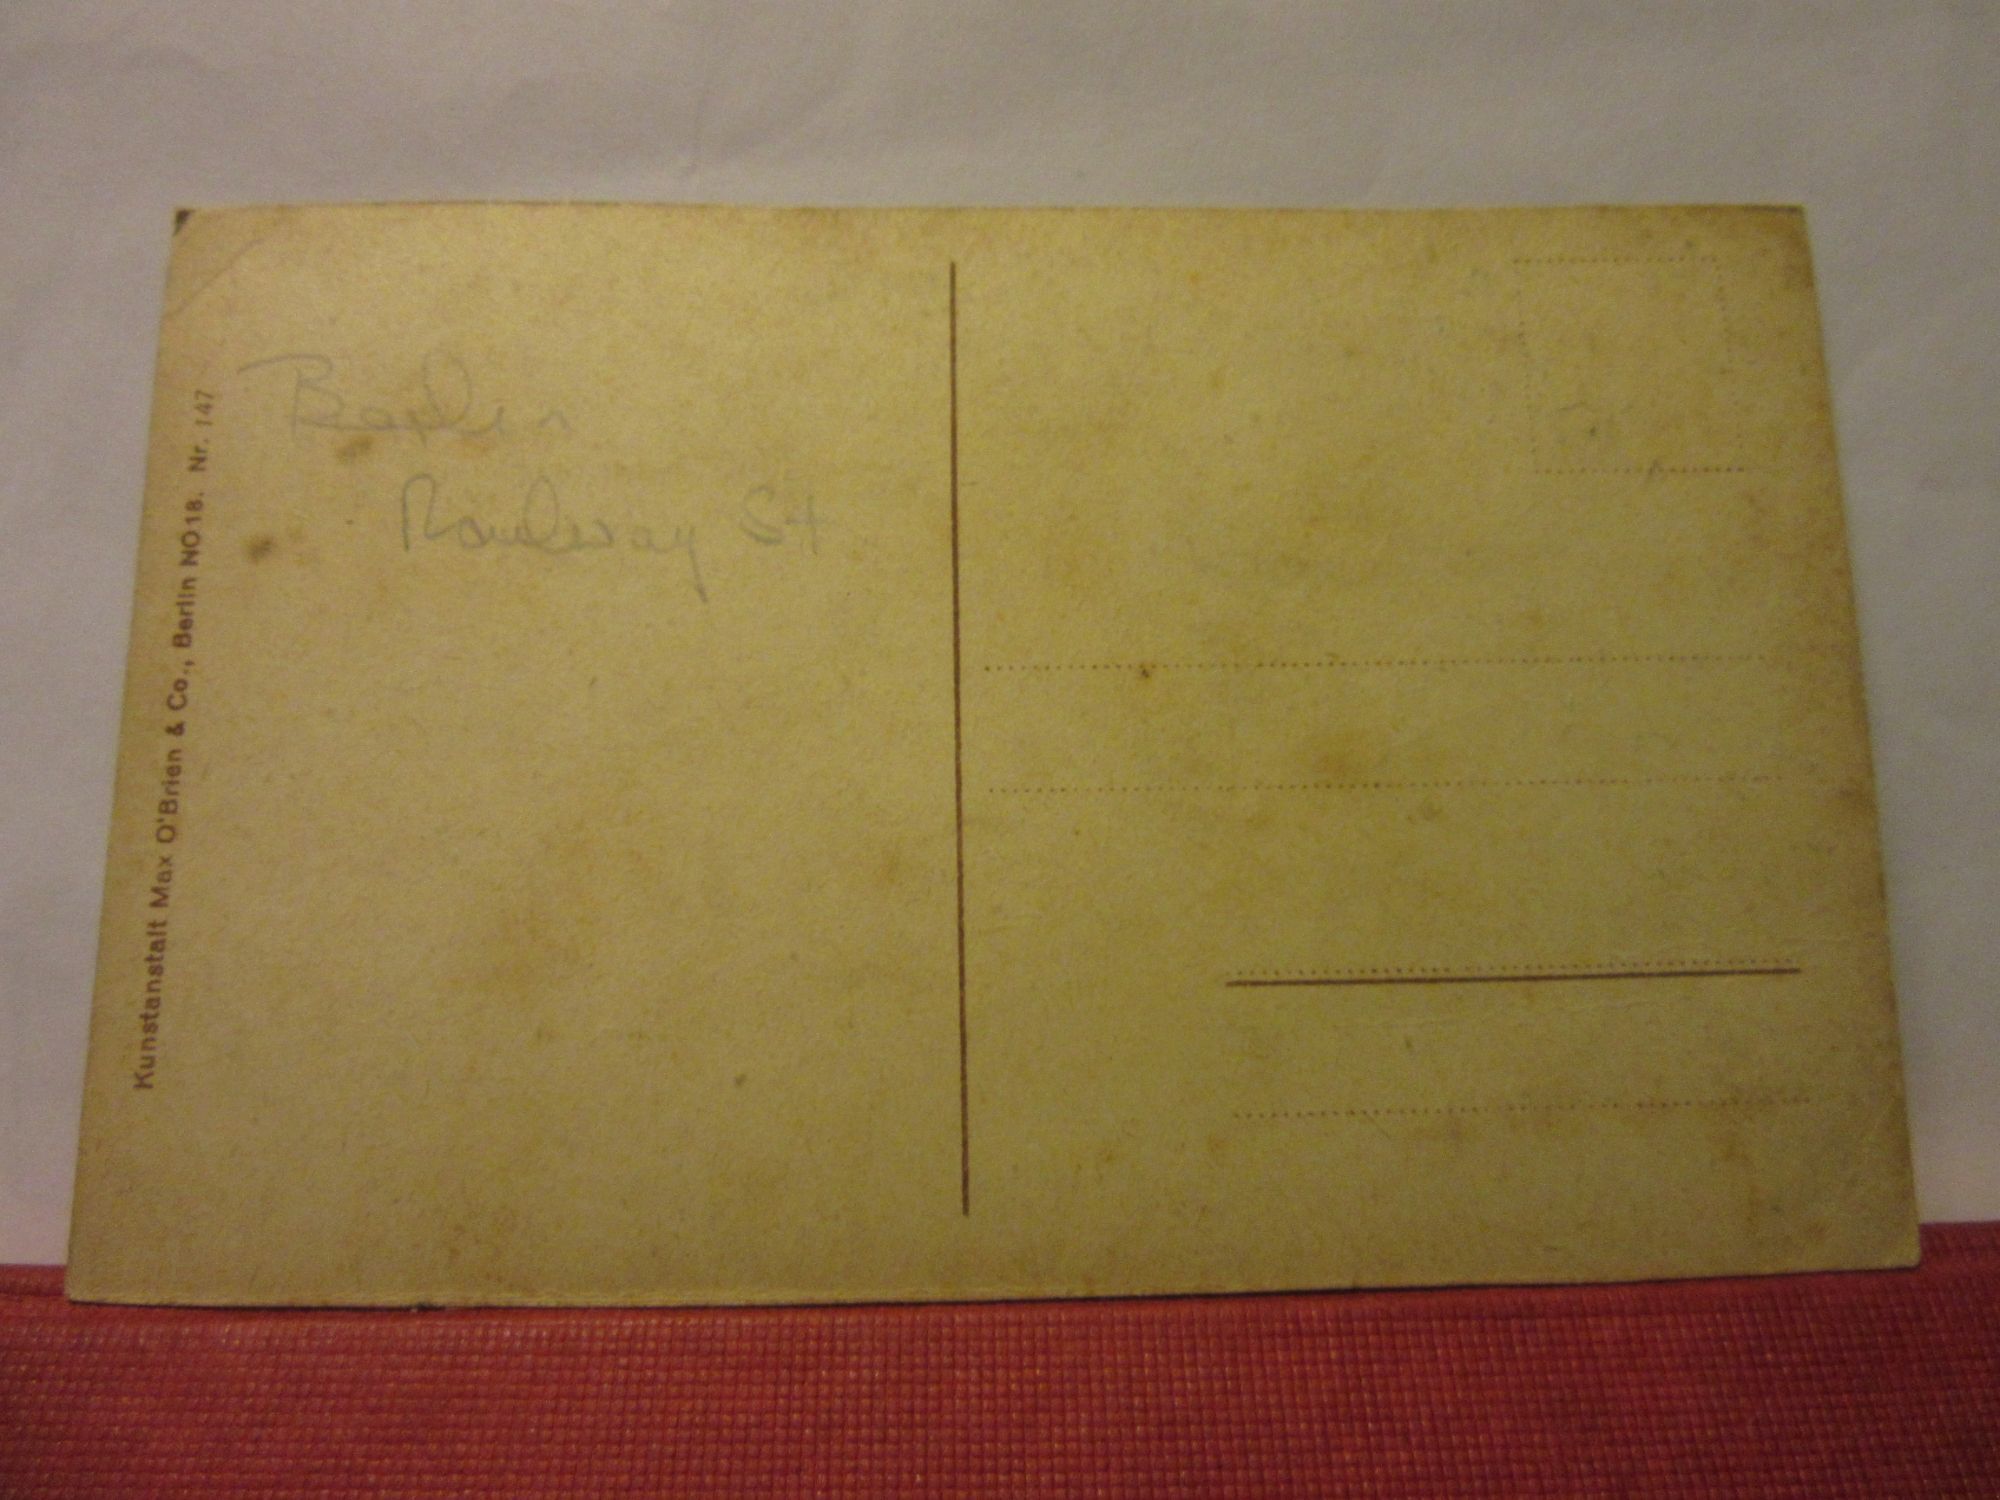 Kunstanstalt Max O'Brien & Co., Berlin NO18. Nr. 147
Berlin
Railway St